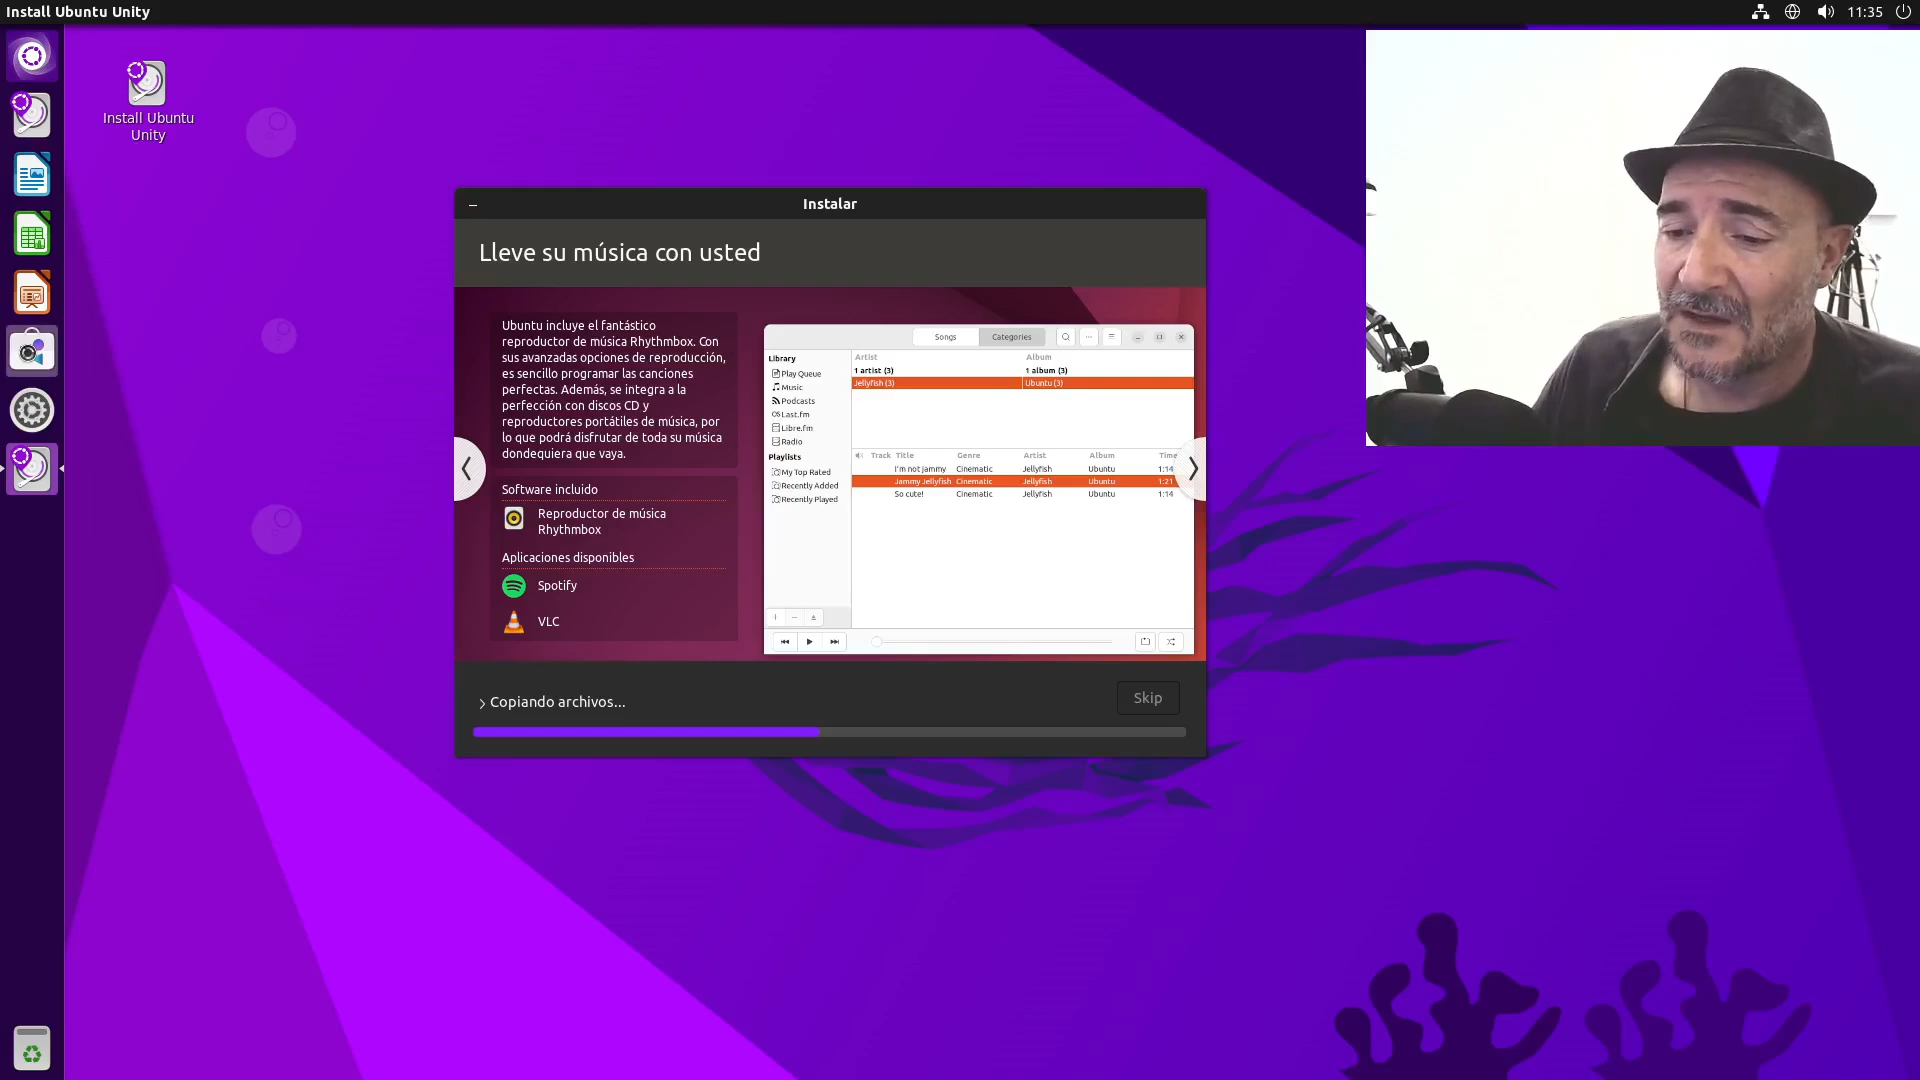 Install Ubuntu Unity
11:35
Install Ubuntu
Unity
Instalar
Lleve su música con usted
Ubuntu incluye el fantástico
reproductor de música Rhythmbox. Con
sus avanzadas opciones de reproducción,
es sencillo programar las canciones
perfectas. Además, se integra a la
perfección con discos CD y
reproductores portátiles de música, por
lo que podrá disfrutar de toda su música
dondequiera que vaya.
Software incluido
Reproductor de música
Rhythmbox
Aplicaciones disponibles
Spotify
VLC
Songs Categories
Library
Play Queue
Music
Podcasts
Last.fm
Libre.fm
Radio
Playlists
My Top Rated
Recently Added
Recently Played
Artist Album
1 artist (3) 1 album (3)
Jellyfish (3) Ubuntu (3)
Track Title Genre Artist Album Time
I'm not jammy Cinematic Jellyfish Ubuntu 1:14
Jammy Jellyfish Cinematic Jellyfish Ubuntu 1:21
So cute! Cinematic Jellyfish Ubuntu 1:14
Copiando archivos...
Skip